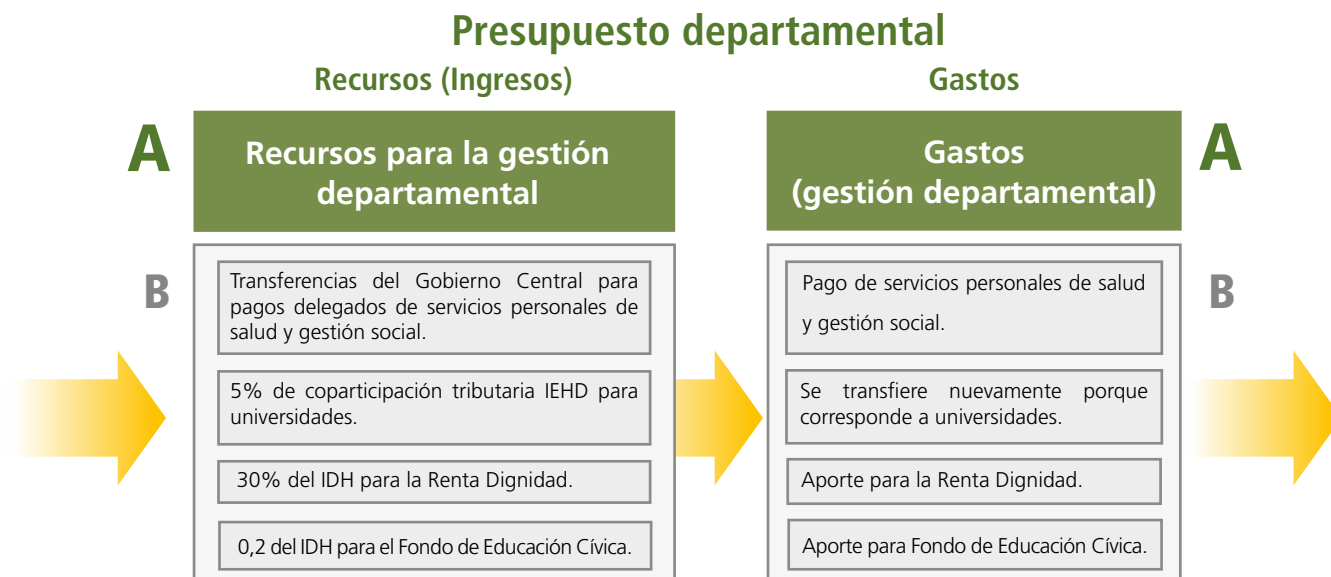 Presupuesto departamental
Recursos (Ingresos)
Gastos
A
Recursos para la gestión
departamental
Gastos
(gestión departamental)
A
B
Transferencias del Gobierno Central para
pagos delegados de servicios personales de
salud y gestión social.
5% de coparticipación tributaria IEHD para
universidades.
30% del IDH para la Renta Dignidad.
0,2 del IDH para el Fondo de Educación Cívica.
Pago de servicios personales de salud
y gestión social.
Se transfiere nuevamente porque
corresponde a universidades.
Aporte para la Renta Dignidad.
Aporte para Fondo de Educación Cívica.
B